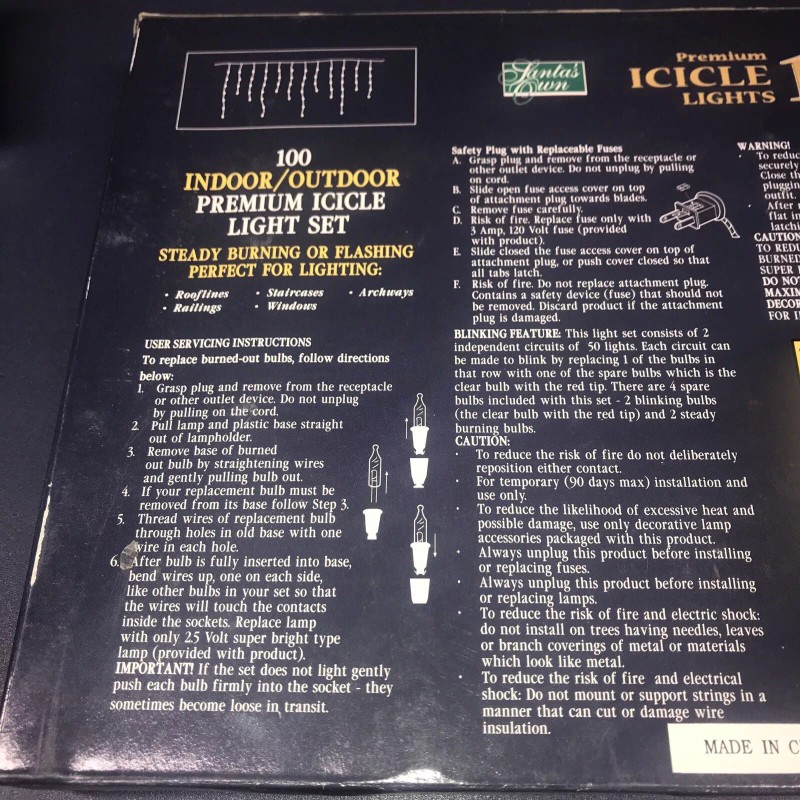 Santa's
Own
Premium
ICICLE
LIGHTS
100
INDOOR/OUTDOOR
PREMIUM ICICLE
LIGHT SET
STEADY BURNING OR FLASHING
PERFECT FOR LIGHTING:
• Rooflines • Staircases • Archways
• Railings • Windows
USER SERVICING INSTRUCTIONS
To replace burned-out bulbs, follow directions
below:
1. Grasp plug and remove from the receptacle
or other outlet device. Do not unplug
by pulling on the cord.
2. Pull lamp and plastic base straight
out of lampholder.
3. Remove base of burned
out bulb by straightening wires
and gently pulling bulb out.
4. If your replacement bulb must be
removed from its base follow Step 3.
5. Thread wires of replacement bulb
through holes in old base with one
wire in each hole.
6. After bulb is fully inserted into base,
bend wires up, one on each side,
like other bulbs in your set so that
the wires will touch the contacts
inside the sockets. Replace lamp
with only 2.5 Volt super bright type
lamp (provided with product).
IMPORTANT! If the set does not light gently
push each bulb firmly into the socket - they
sometimes become loose in transit.
Safety Plug with Replaceable Fuses
A. Grasp plug and remove from the receptacle or
other outlet device. Do not unplug by pulling
on cord.
B. Slide open fuse access cover on top
of attachment plug towards blades.
C. Remove fuse carefully.
D. Risk of fire. Replace fuse only with
3 Amp, 120 Volt fuse (provided
with product).
E. Slide closed the fuse access cover on top of
attachment plug, or push cover closed so that
all tabs latch.
F. Risk of fire. Do not replace attachment plug.
Contains a safety device (fuse) that should not
be removed. Discard product if the attachment
plug is damaged.
BLINKING FEATURE: This light set consists of 2
independent circuits of 50 lights. Each circuit can
be made to blink by replacing 1 of the bulbs in
that row with one of the spare bulbs which is the
clear bulb with the red tip. There are 4 spare
bulbs included with this set - 2 blinking bulbs
(the clear bulb with the red tip) and 2 steady
burning bulbs.
CAUTION:
• To reduce the risk of fire do not deliberately
reposition either contact.
• For temporary (90 days max) installation and
use only.
• To reduce the likelihood of excessive heat and
possible damage, use only decorative lamp
accessories packaged with this product.
• Always unplug this product before installing
or replacing fuses.
• Always unplug this product before installing
or replacing lamps.
• To reduce the risk of fire and electric shock:
do not install on trees having needles, leaves
or branch coverings of metal or materials
which look like metal.
• To reduce the risk of fire and electrical
shock: Do not mount or support strings in a
manner that can cut or damage wire
insulation.
WARNING!
• To reduc
securely
Close th
pluggin
outfit.
• After
flat in
latchi
CAUTION
TO REDU
BURNED
SUPER
DO NO
MAXIM
DECOR
FOR I
MADE IN C